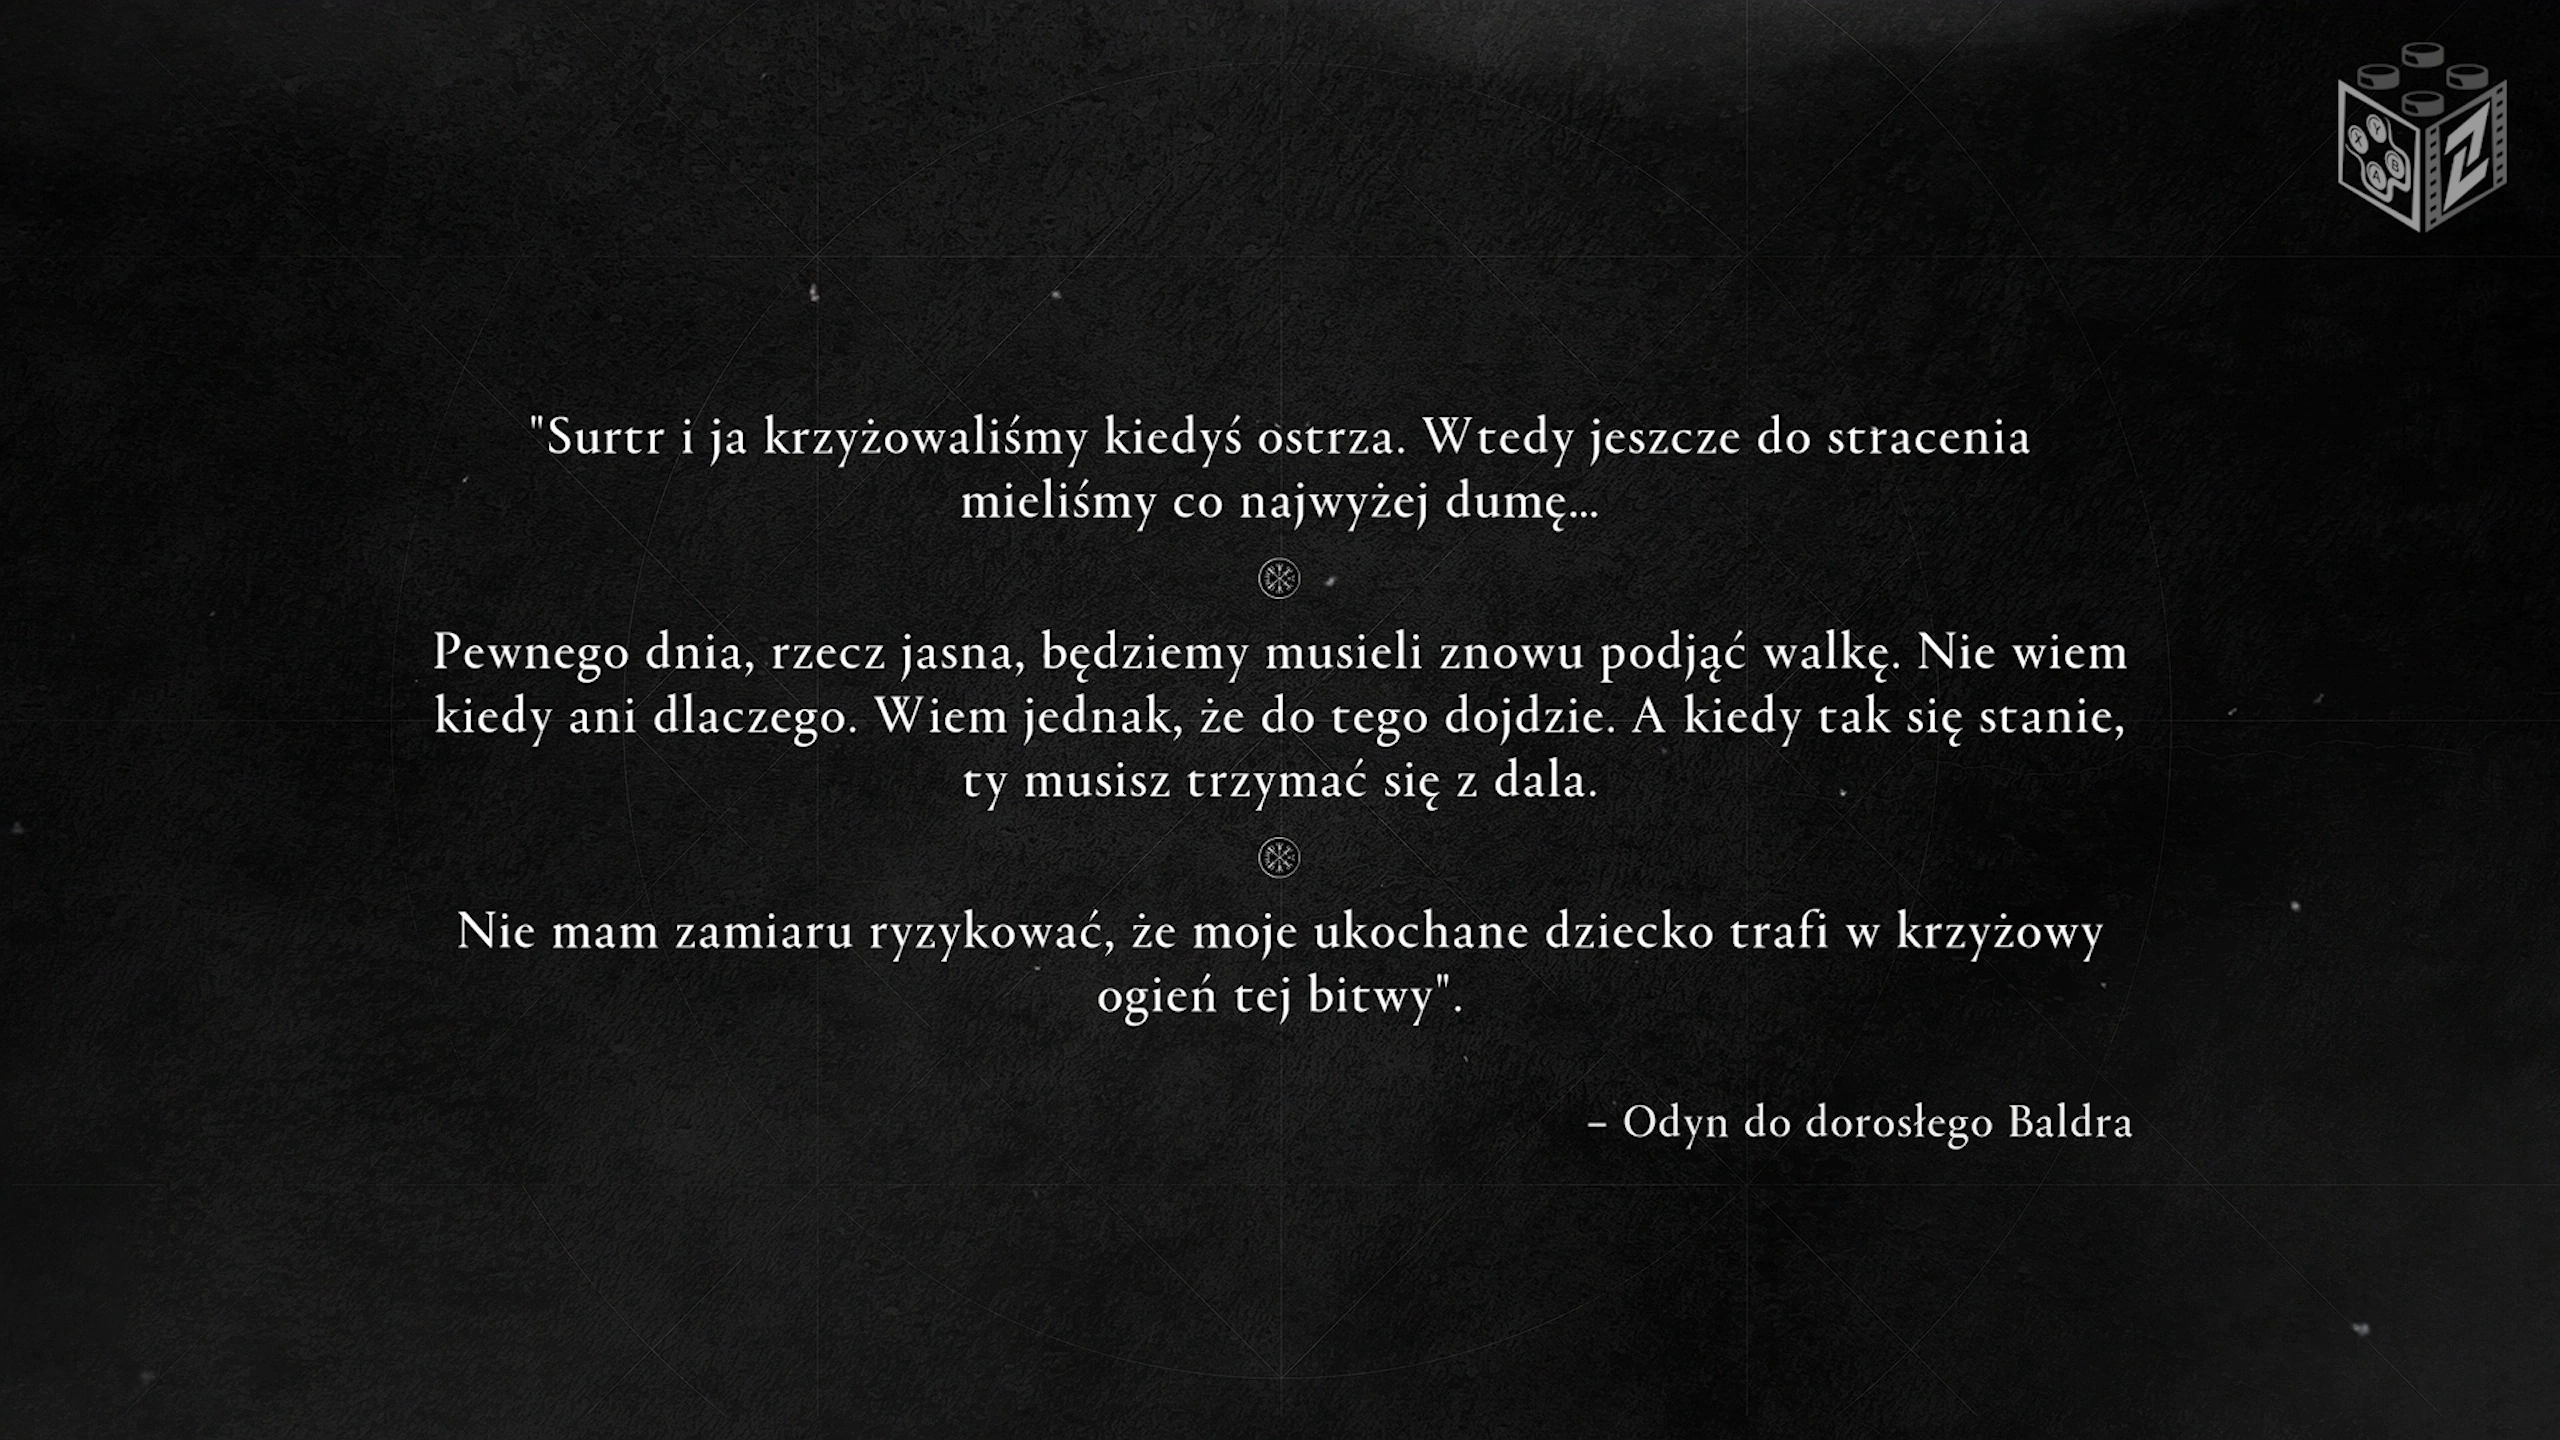 "Surtr i ja krzyżowaliśmy kiedyś ostrza. Wtedy jeszcze do stracenia
mieliśmy co najwyżej dumę...
Pewnego dnia, rzecz jasna, będziemy musieli znowu podjąć walkę. Nie wiem
kiedy ani dlaczego. Wiem jednak, że do tego dojdzie. A kiedy tak się stanie,
ty musisz trzymać się z dala.
Nie mam zamiaru ryzykować, że moje ukochane dziecko trafi w krzyżowy
ogień tej bitwy".
– Odyn do dorosłego Baldra
X Y B A
Z